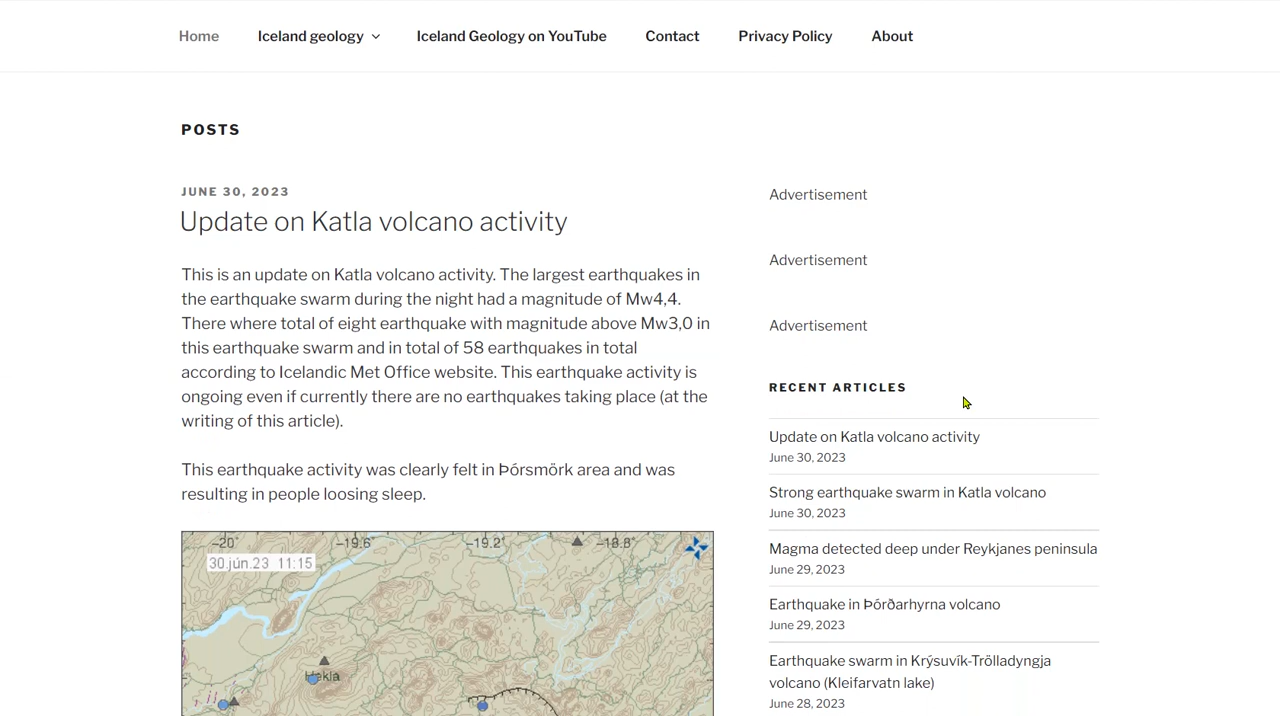 Home Iceland geology Iceland Geology on YouTube Contact Privacy Policy About
POSTS
JUNE 30, 2023
Update on Katla volcano activity
This is an update on Katla volcano activity. The largest earthquakes in
the earthquake swarm during the night had a magnitude of Mw4,4.
There where total of eight earthquake with magnitude above Mw3,0 in
this earthquake swarm and in total of 58 earthquakes in total
according to Icelandic Met Office website. This earthquake activity is
ongoing even if currently there are no earthquakes taking place (at the
writing of this article).
This earthquake activity was clearly felt in Þórsmörk area and was
resulting in people loosing sleep.
-20° -19.6° -19.2° -18.8°
30.jún.23 11:15
Hekla
Advertisement
Advertisement
Advertisement
RECENT ARTICLES
Update on Katla volcano activity
June 30, 2023
Strong earthquake swarm in Katla volcano
June 30, 2023
Magma detected deep under Reykjanes peninsula
June 29, 2023
Earthquake in Þórðarhyrna volcano
June 29, 2023
Earthquake swarm in Krýsuvík-Trölladyngja
volcano (Kleifarvatn lake)
June 28, 2023